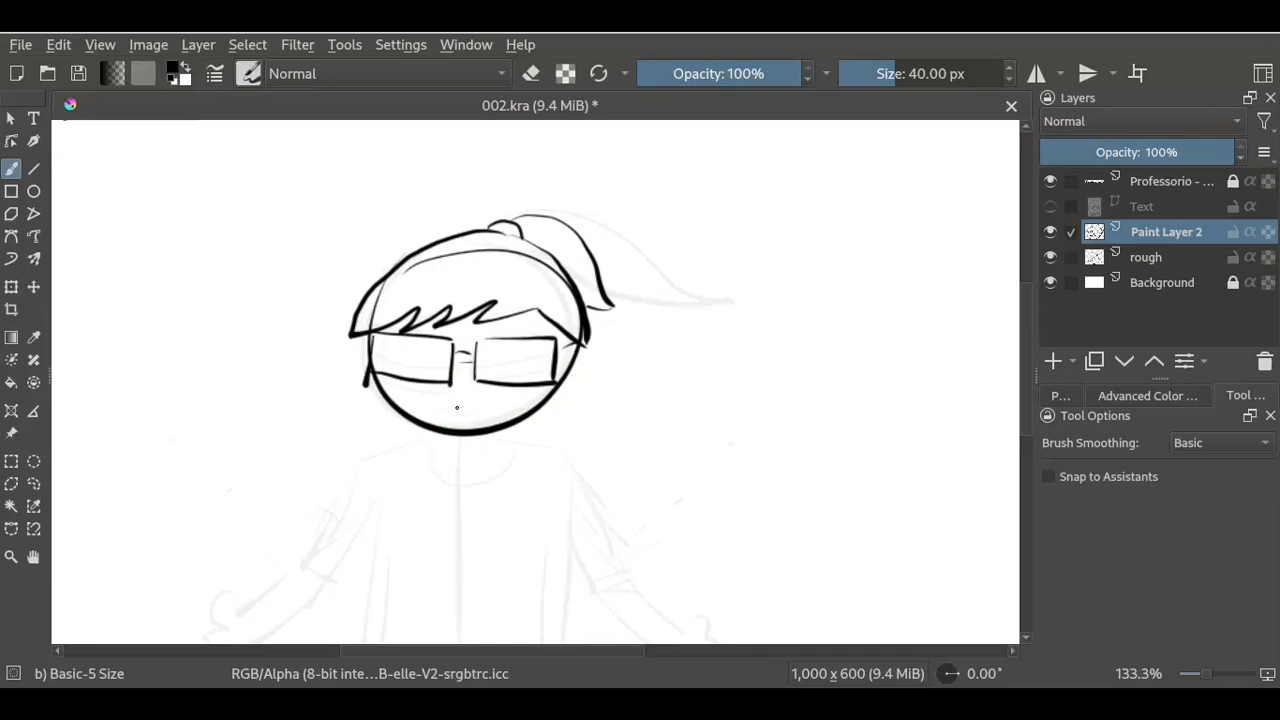 File Edit View Image Layer Select Filter Tools Settings Window Help
Normal Opacity: 100% Size: 40.00 px
002.kra (9.4 MiB) *
Layers
Normal
Opacity: 100%
Professorio - ...
Text
Paint Layer 2
rough
Background
P... Advanced Color ... Tool ...
Tool Options
Brush Smoothing: Basic
Snap to Assistants
b) Basic-5 Size RGB/Alpha (8-bit inte...B-elle-V2-srgbtrc.icc 1,000 x 600 (9.4 MiB) 0.00° 133.3%